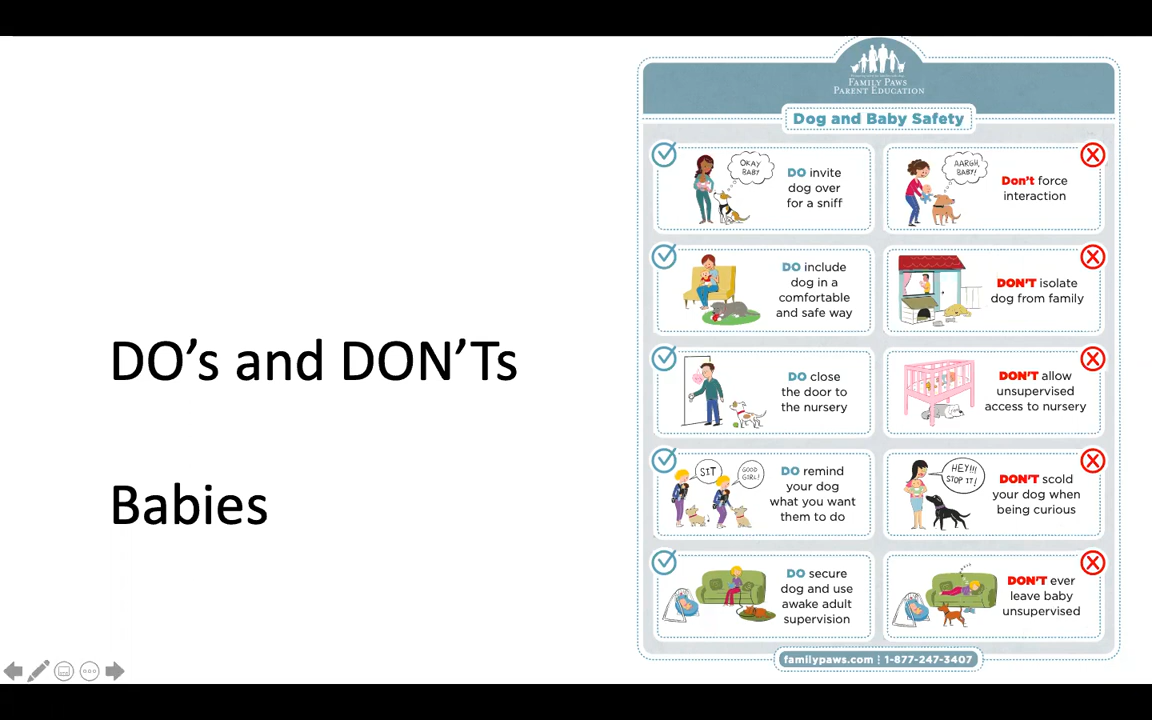 DO's and DON'Ts
Babies
FAMILY PAWS
PARENT EDUCATION
Dog and Baby Safety
OKAY
BABY
DO invite
dog over
for a sniff
AARGH,
BABY!
Don't force
interaction
DO include
dog in a
comfortable
and safe way
DON'T isolate
dog from family
DO close
the door to
the nursery
DON'T allow
unsupervised
access to nursery
SIT
GOOD
GIRL!
DO remind
your dog
what you want
them to do
HEY!!!
STOP IT!
DON'T scold
your dog when
being curious
DO secure
dog and use
awake adult
supervision
DON'T ever
leave baby
unsupervised
familypaws.com 1-877-247-3407